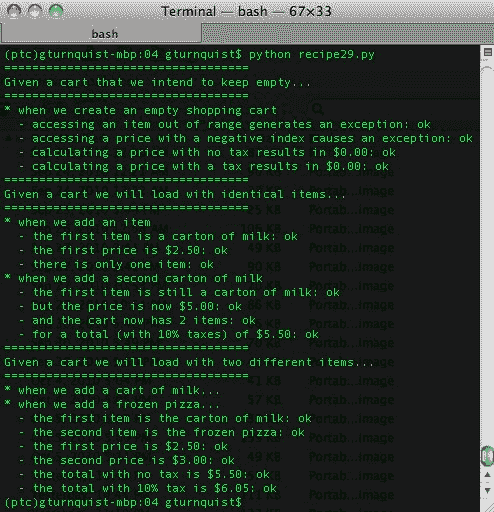 Terminal — bash — 67×33
bash
(ptc)gturnquist-mbp:04 gturnquist$ python recipe29.py
==================================
Given a cart that we intend to keep empty...
==================================
* when we create an empty shopping cart
- accessing an item out of range generates an exception: ok
- accessing a price with a negative index causes an exception: ok
- calculating a price with no tax results in $0.00: ok
- calculating a price with a tax results in $0.00: ok
==================================
Given a cart we will load with identical items...
==================================
* when we add an item
- the first item is a carton of milk: ok
- the first price is $2.50: ok
- there is only one item: ok
* when we add a second carton of milk
- the first item is still a carton of milk: ok
- but the price is now $5.00: ok
- and the cart now has 2 items: ok
- for a total (with 10% taxes) of $5.50: ok
==================================
Given a cart we will load with two different items...
==================================
* when we add a cart of milk...
* when we add a frozen pizza...
- the first item is the carton of milk: ok
- the second item is the frozen pizza: ok
- the first price is $2.50: ok
- the second price is $3.00: ok
- the total with no tax is $5.50: ok
- the total with 10% tax is $6.05: ok
(ptc)gturnquist-mbp:04 gturnquist$